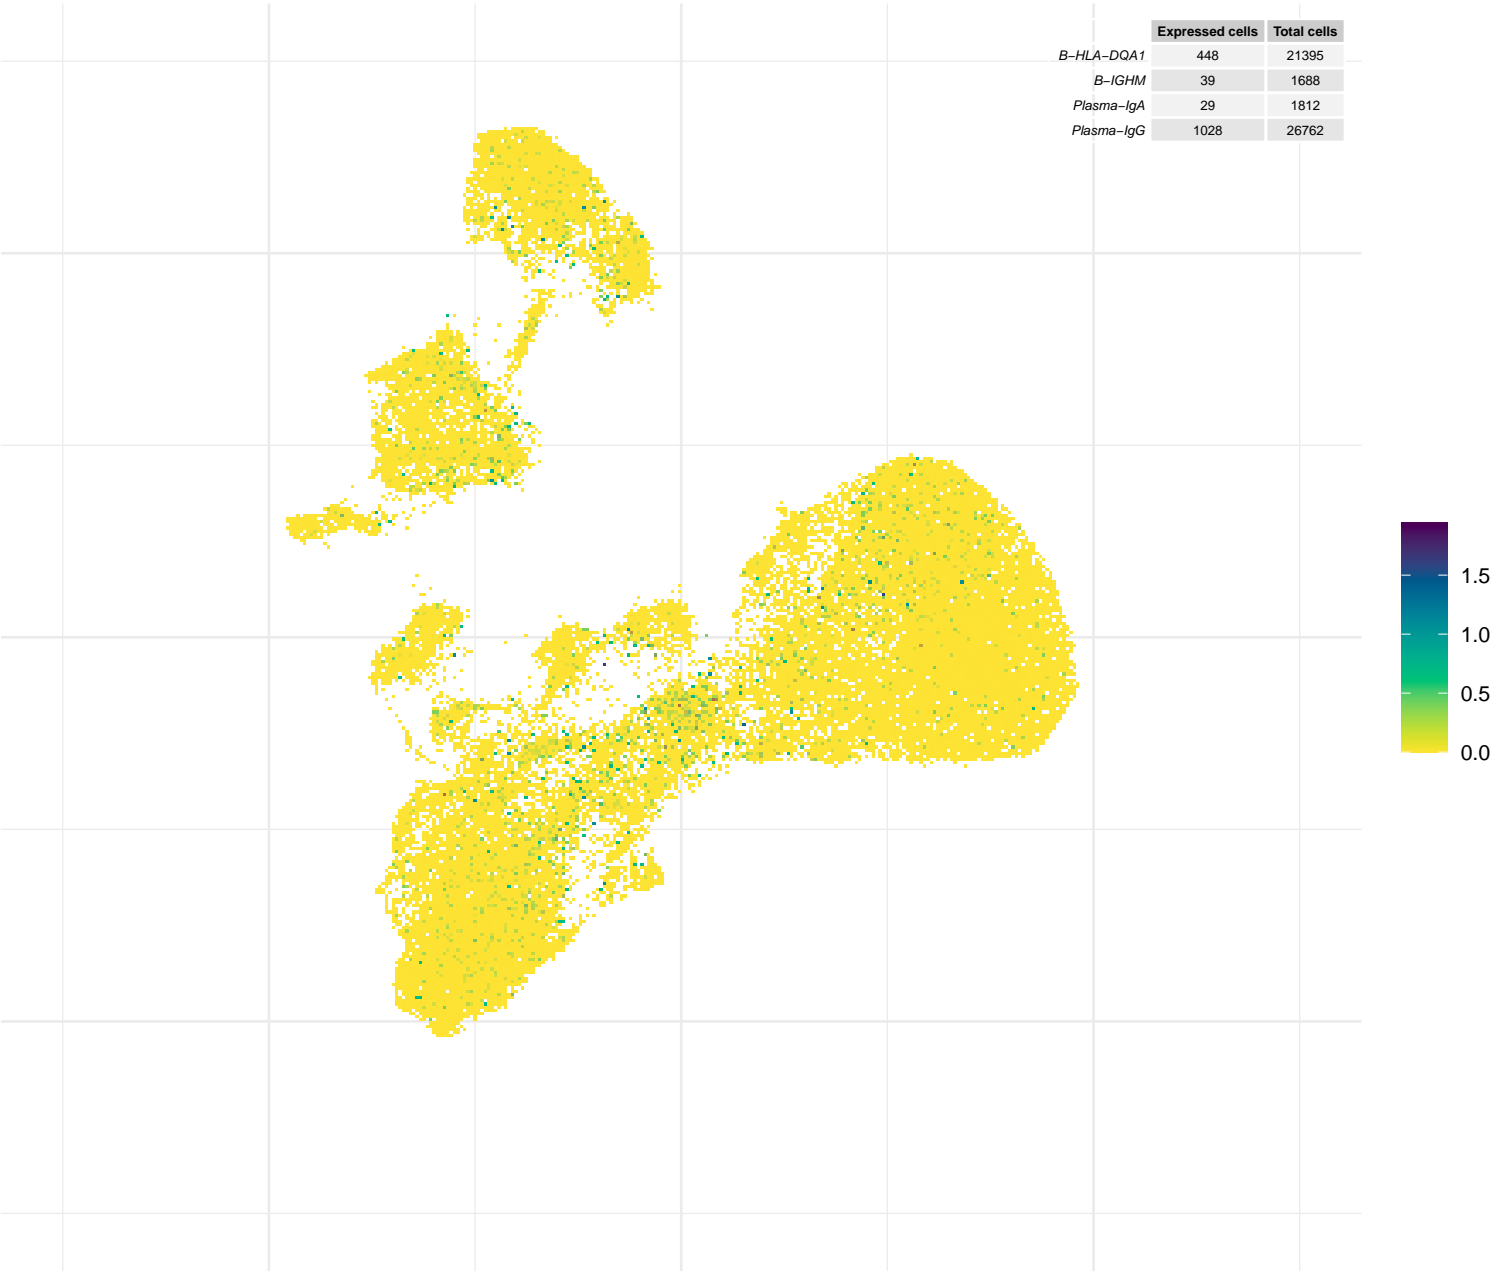 Expressed cells Total cells
B−HLA−DQA1 448 21395
B−IGHM 39 1688
Plasma−IgA 29 1812
Plasma−IgG 1028 26762
1.5
1.0
0.5
0.0